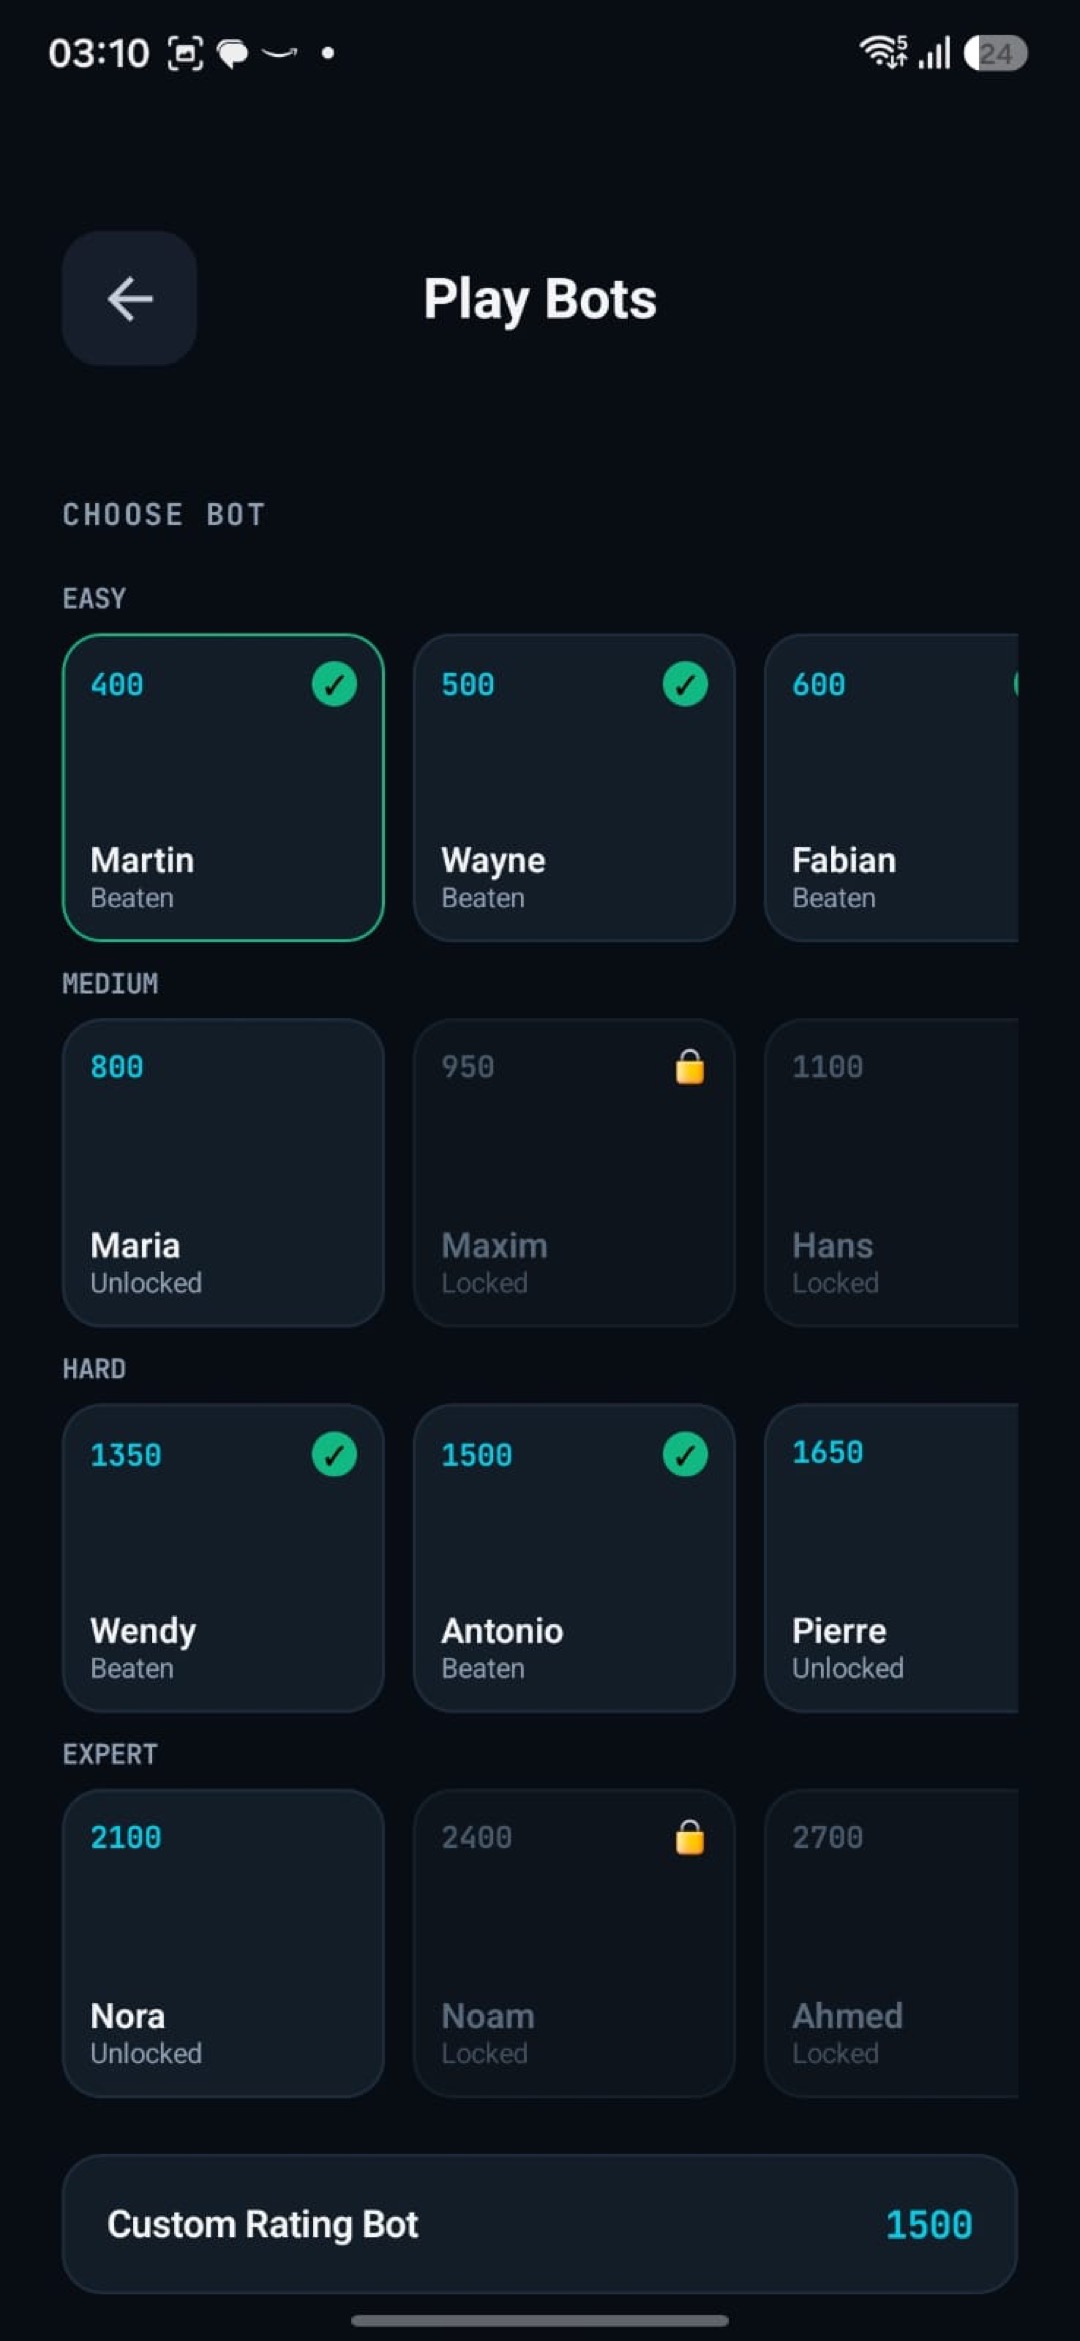 03:10
5
24
Play Bots
CHOOSE BOT
EASY
400
500
600
Martin
Wayne
Fabian
Beaten
Beaten
Beaten
MEDIUM
800
950
1100
Maria
Maxim
Hans
Unlocked
Locked
Locked
HARD
1350
1500
1650
Wendy
Antonio
Pierre
Beaten
Beaten
Unlocked
EXPERT
2100
2400
2700
Nora
Noam
Ahmed
Unlocked
Locked
Locked
Custom Rating Bot
1500